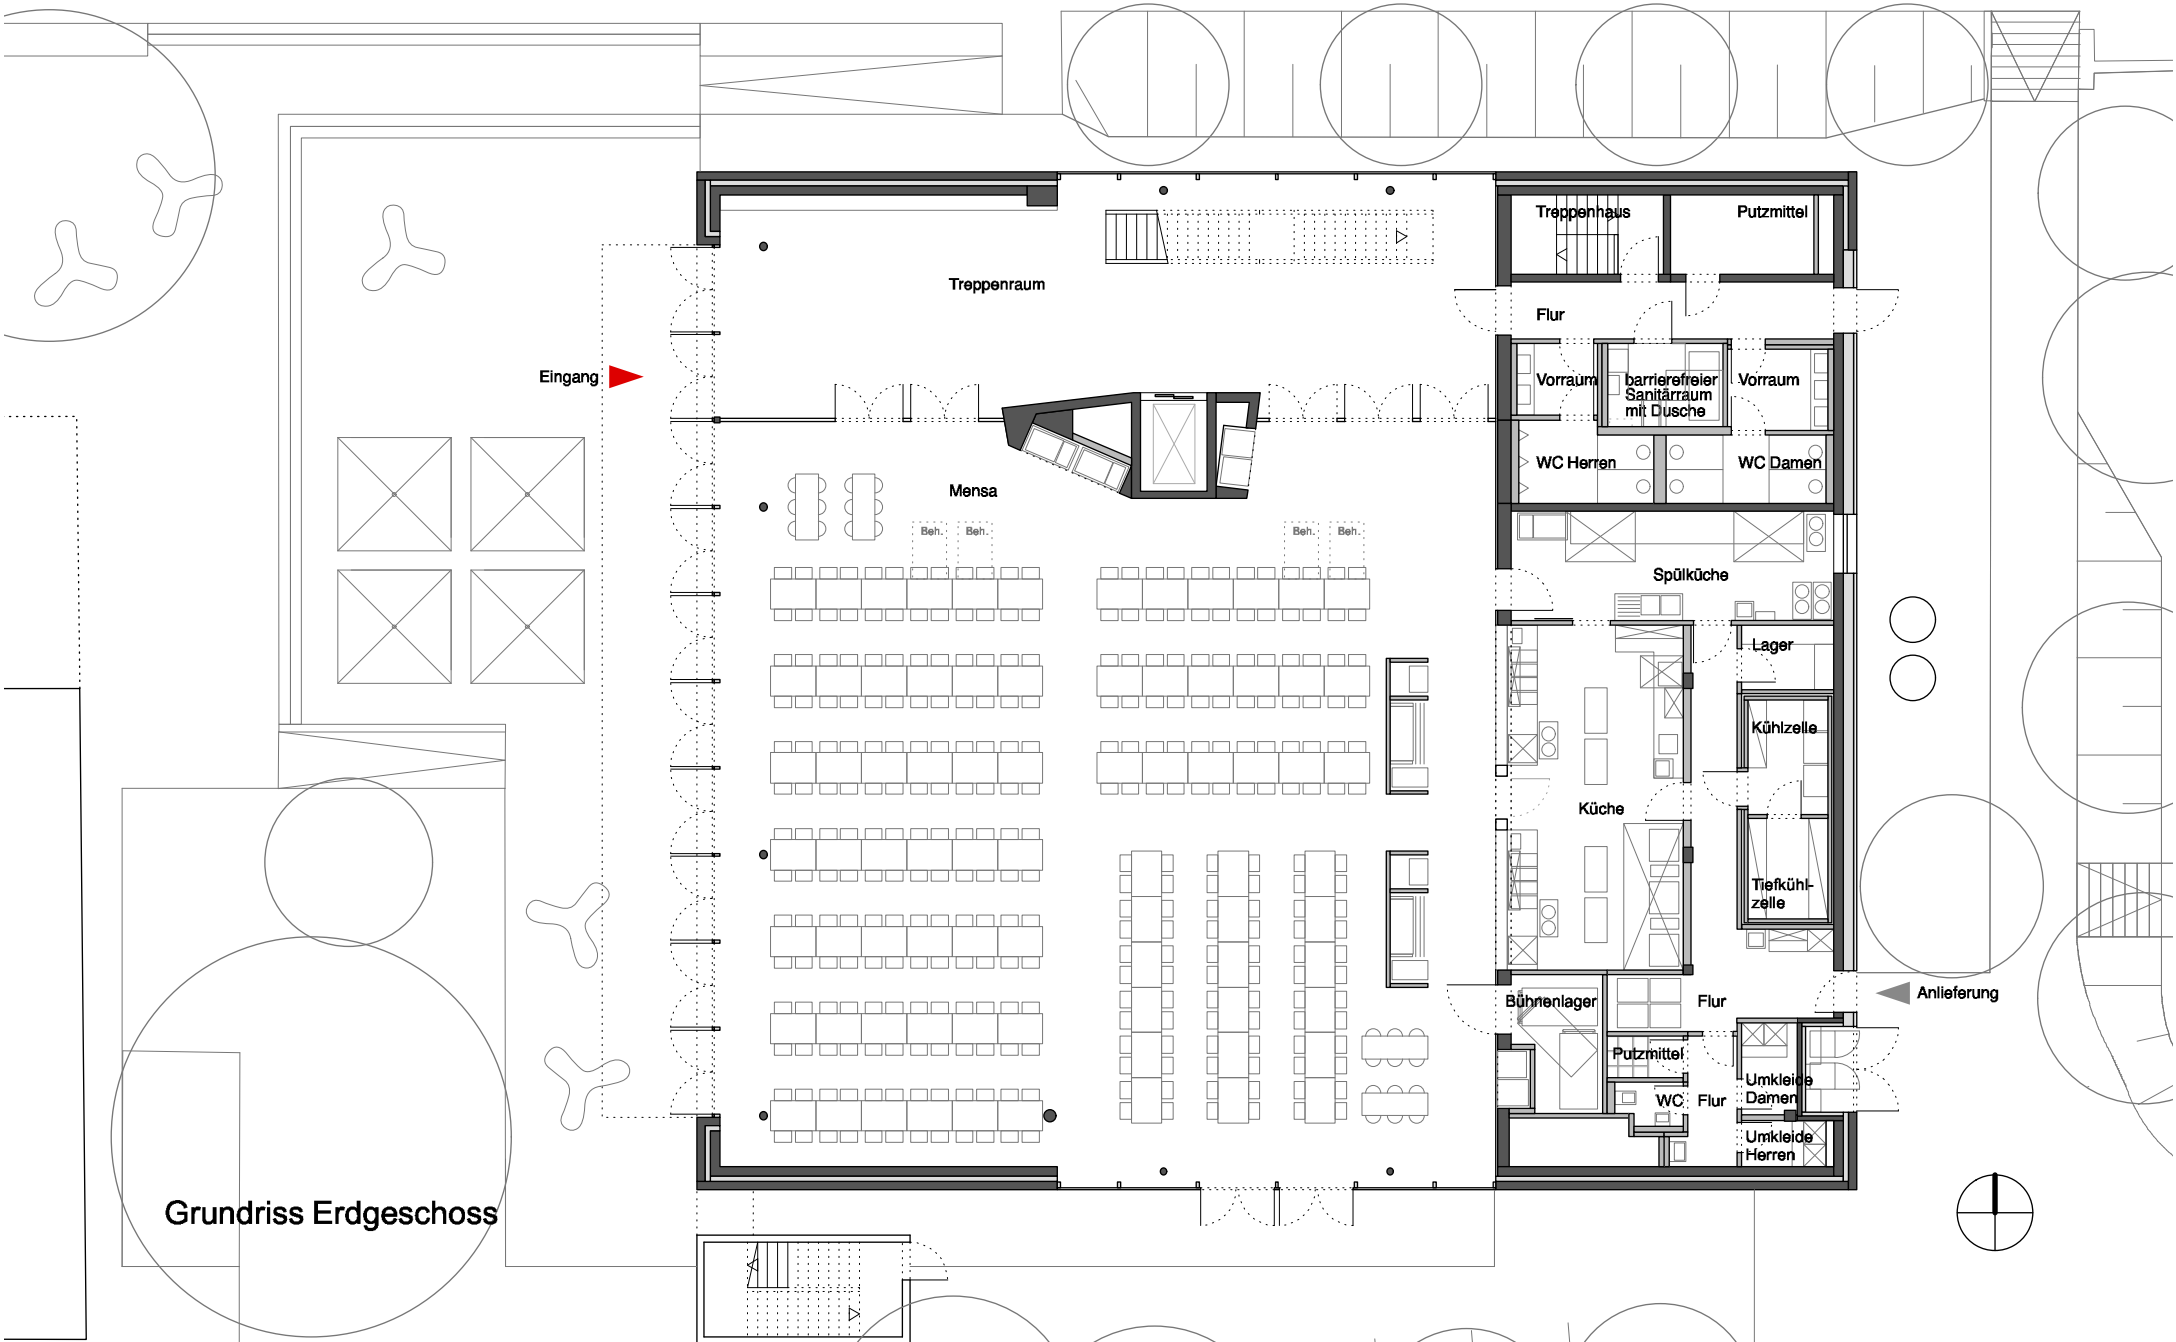 Treppenhaus
Putzmittel
Treppenraum
Flur
Eingang
Vorraum
barrierefreier
Sanitärraum
mit Dusche
Vorraum
WC Herren
WC Damen
Mensa
Beh.
Beh.
Beh.
Beh.
Spülküche
Lager
Kühlzelle
Küche
Tiefkühl-
zelle
Bühnenlager
Flur
Anlieferung
Putzmittel
Umkleide
Damen
WC
Flur
Umkleide
Herren
Grundriss Erdgeschoss